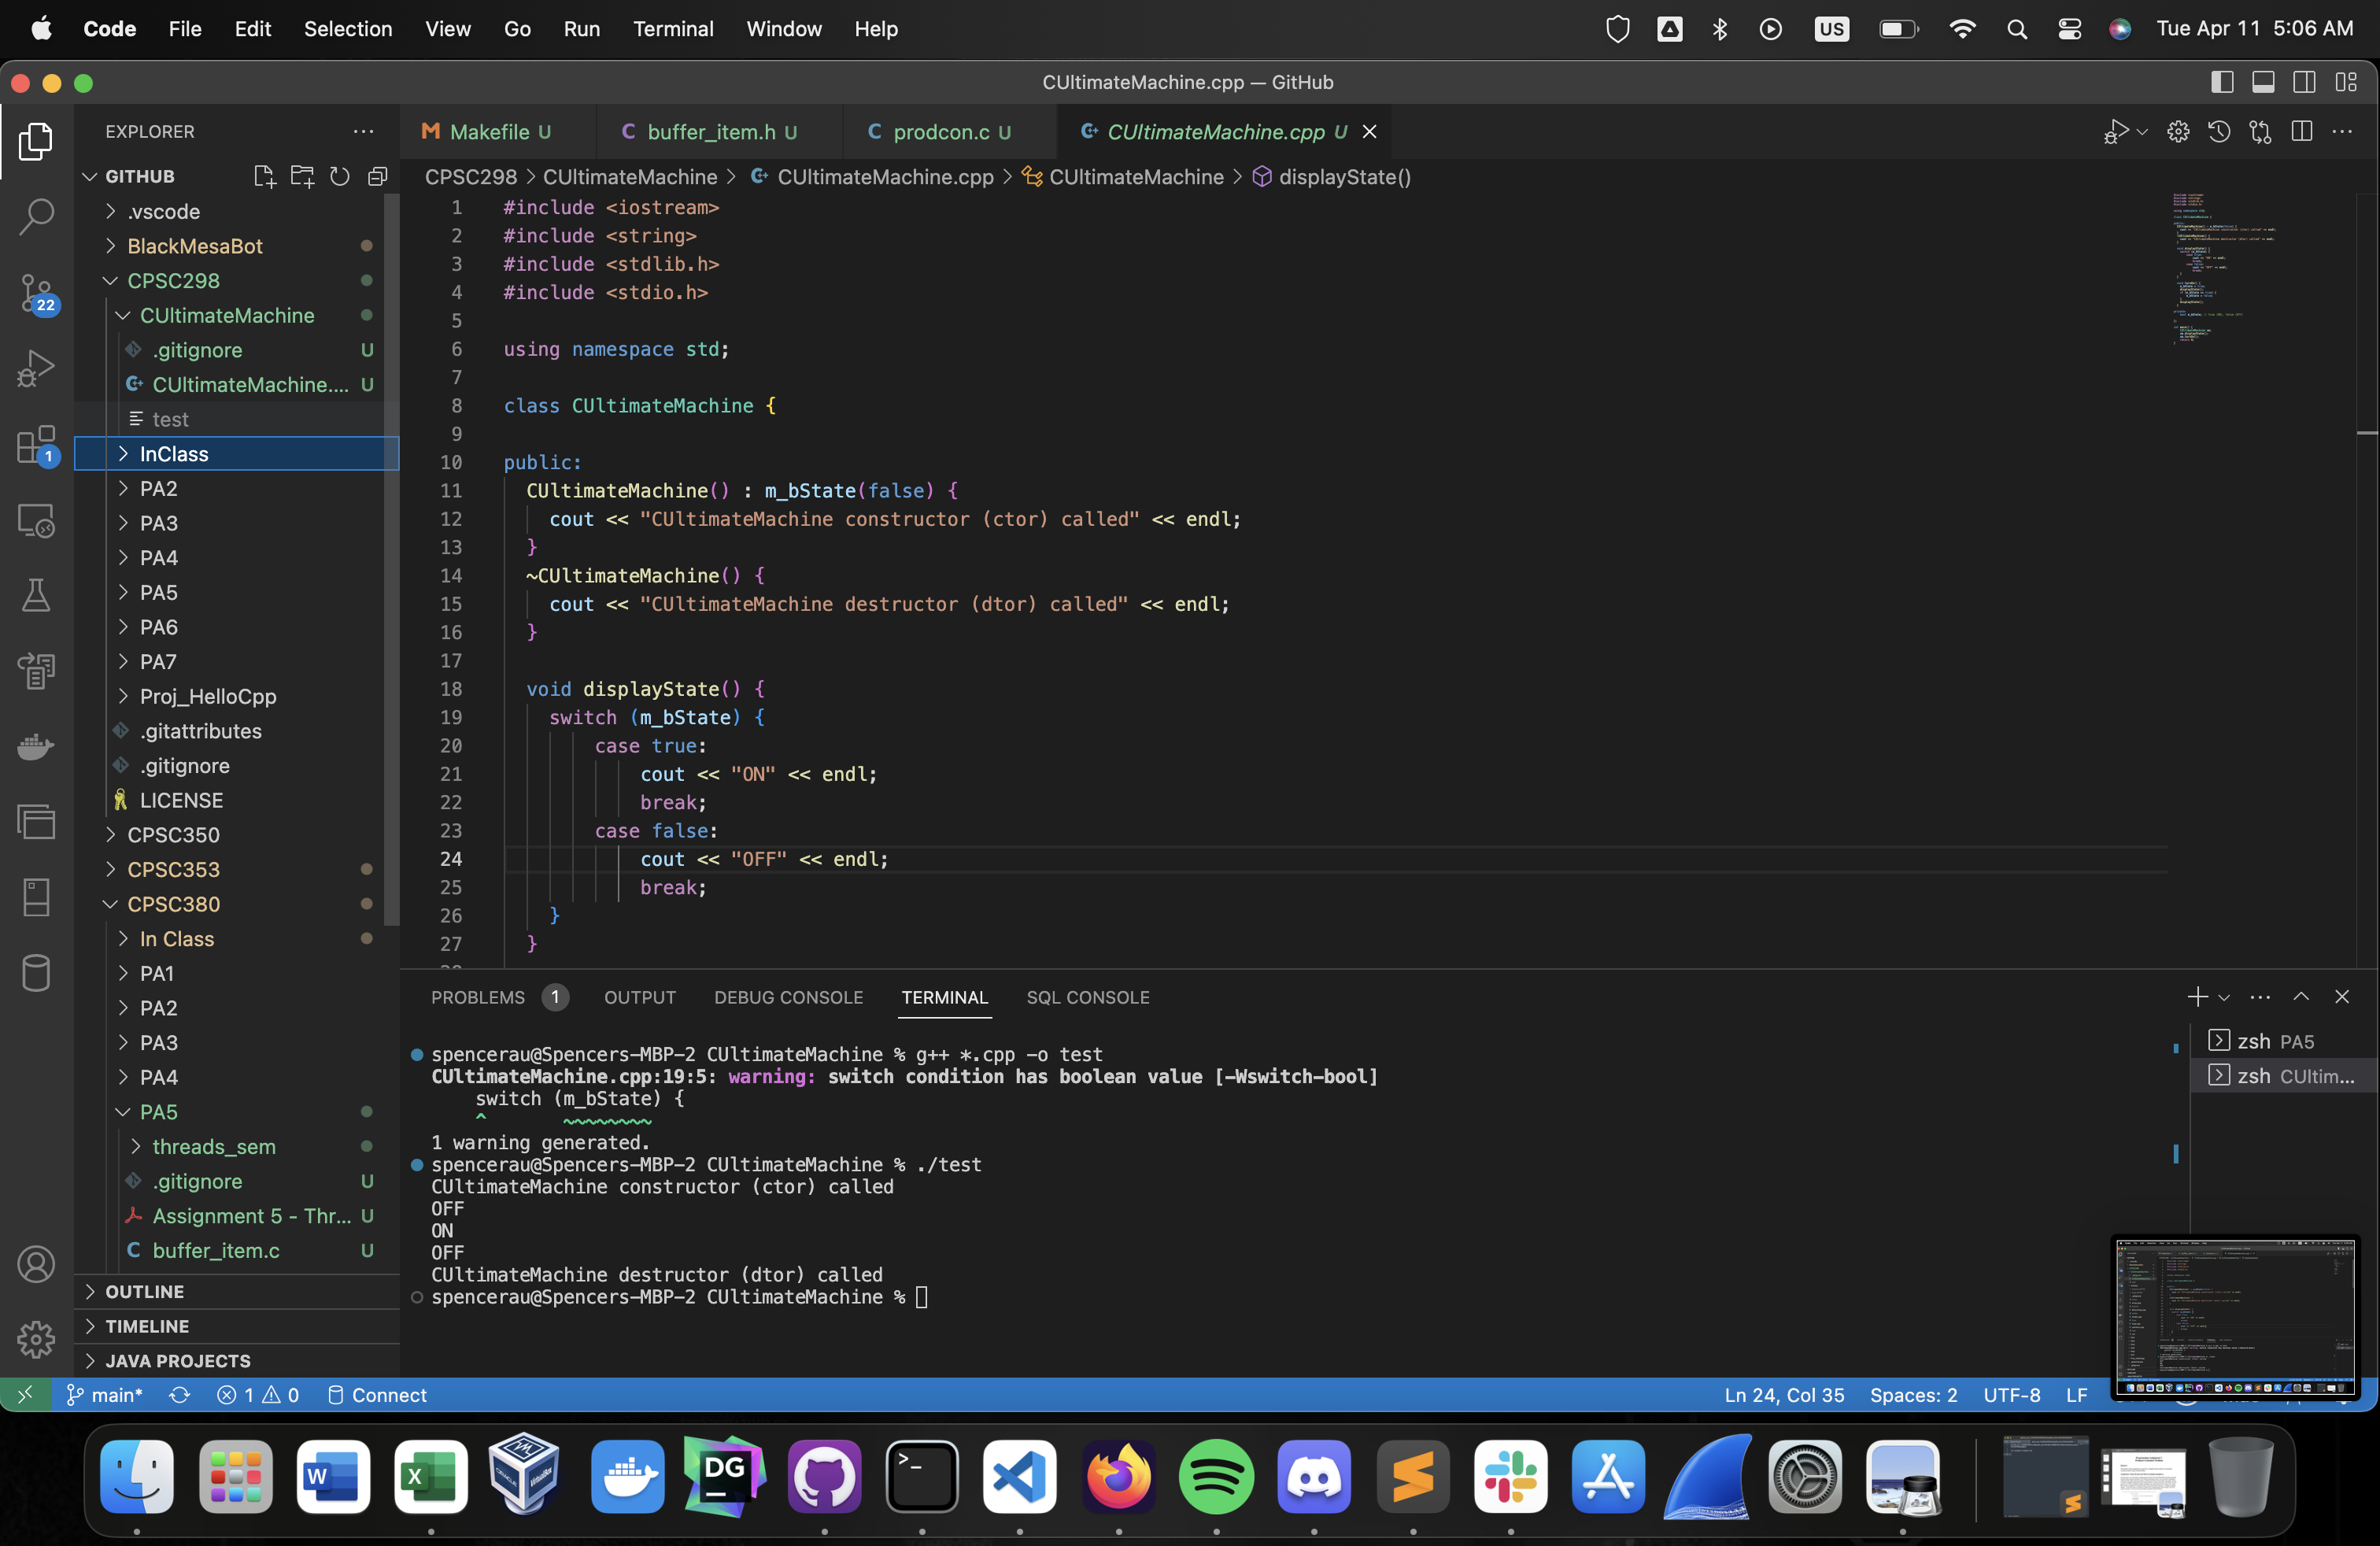 Code File Edit Selection View Go Run Terminal Window Help US Tue Apr 11 5:06 AM
CUltimateMachine.cpp — GitHub
EXPLORER
GITHUB
.vscode
BlackMesaBot
CPSC298
22
CUltimateMachine
.gitignore U
CUltimateMachine.... U
test
1
InClass
PA2
PA3
PA4
PA5
PA6
PA7
Proj_HelloCpp
.gitattributes
.gitignore
LICENSE
CPSC350
CPSC353
CPSC380
In Class
PA1
PA2
PA3
PA4
PA5
threads_sem
.gitignore U
Assignment 5 - Thr... U
buffer_item.c U
OUTLINE
TIMELINE
JAVA PROJECTS
Makefile U buffer_item.h U prodcon.c U CUltimateMachine.cpp U
CPSC298 > CUltimateMachine > CUltimateMachine.cpp > CUltimateMachine > displayState()
1 #include <iostream>
2 #include <string>
3 #include <stdlib.h>
4 #include <stdio.h>
5
6 using namespace std;
7
8 class CUltimateMachine {
9
10 public:
11 CUltimateMachine() : m_bState(false) {
12 cout << "CUltimateMachine constructor (ctor) called" << endl;
13 }
14 ~CUltimateMachine() {
15 cout << "CUltimateMachine destructor (dtor) called" << endl;
16 }
17
18 void displayState() {
19 switch (m_bState) {
20 case true:
21 cout << "ON" << endl;
22 break;
23 case false:
24 cout << "OFF" << endl;
25 break;
26 }
27 }
PROBLEMS 1 OUTPUT DEBUG CONSOLE TERMINAL SQL CONSOLE
spencerau@Spencers-MBP-2 CUltimateMachine % g++ *.cpp -o test
CUltimateMachine.cpp:19:5: warning: switch condition has boolean value [-Wswitch-bool]
switch (m_bState) {
^ ~~~~~~~~
1 warning generated.
spencerau@Spencers-MBP-2 CUltimateMachine % ./test
CUltimateMachine constructor (ctor) called
OFF
ON
OFF
CUltimateMachine destructor (dtor) called
spencerau@Spencers-MBP-2 CUltimateMachine %
zsh PA5
zsh CUltim...
main* 1 0 Connect Ln 24, Col 35 Spaces: 2 UTF-8 LF
W X DG >_